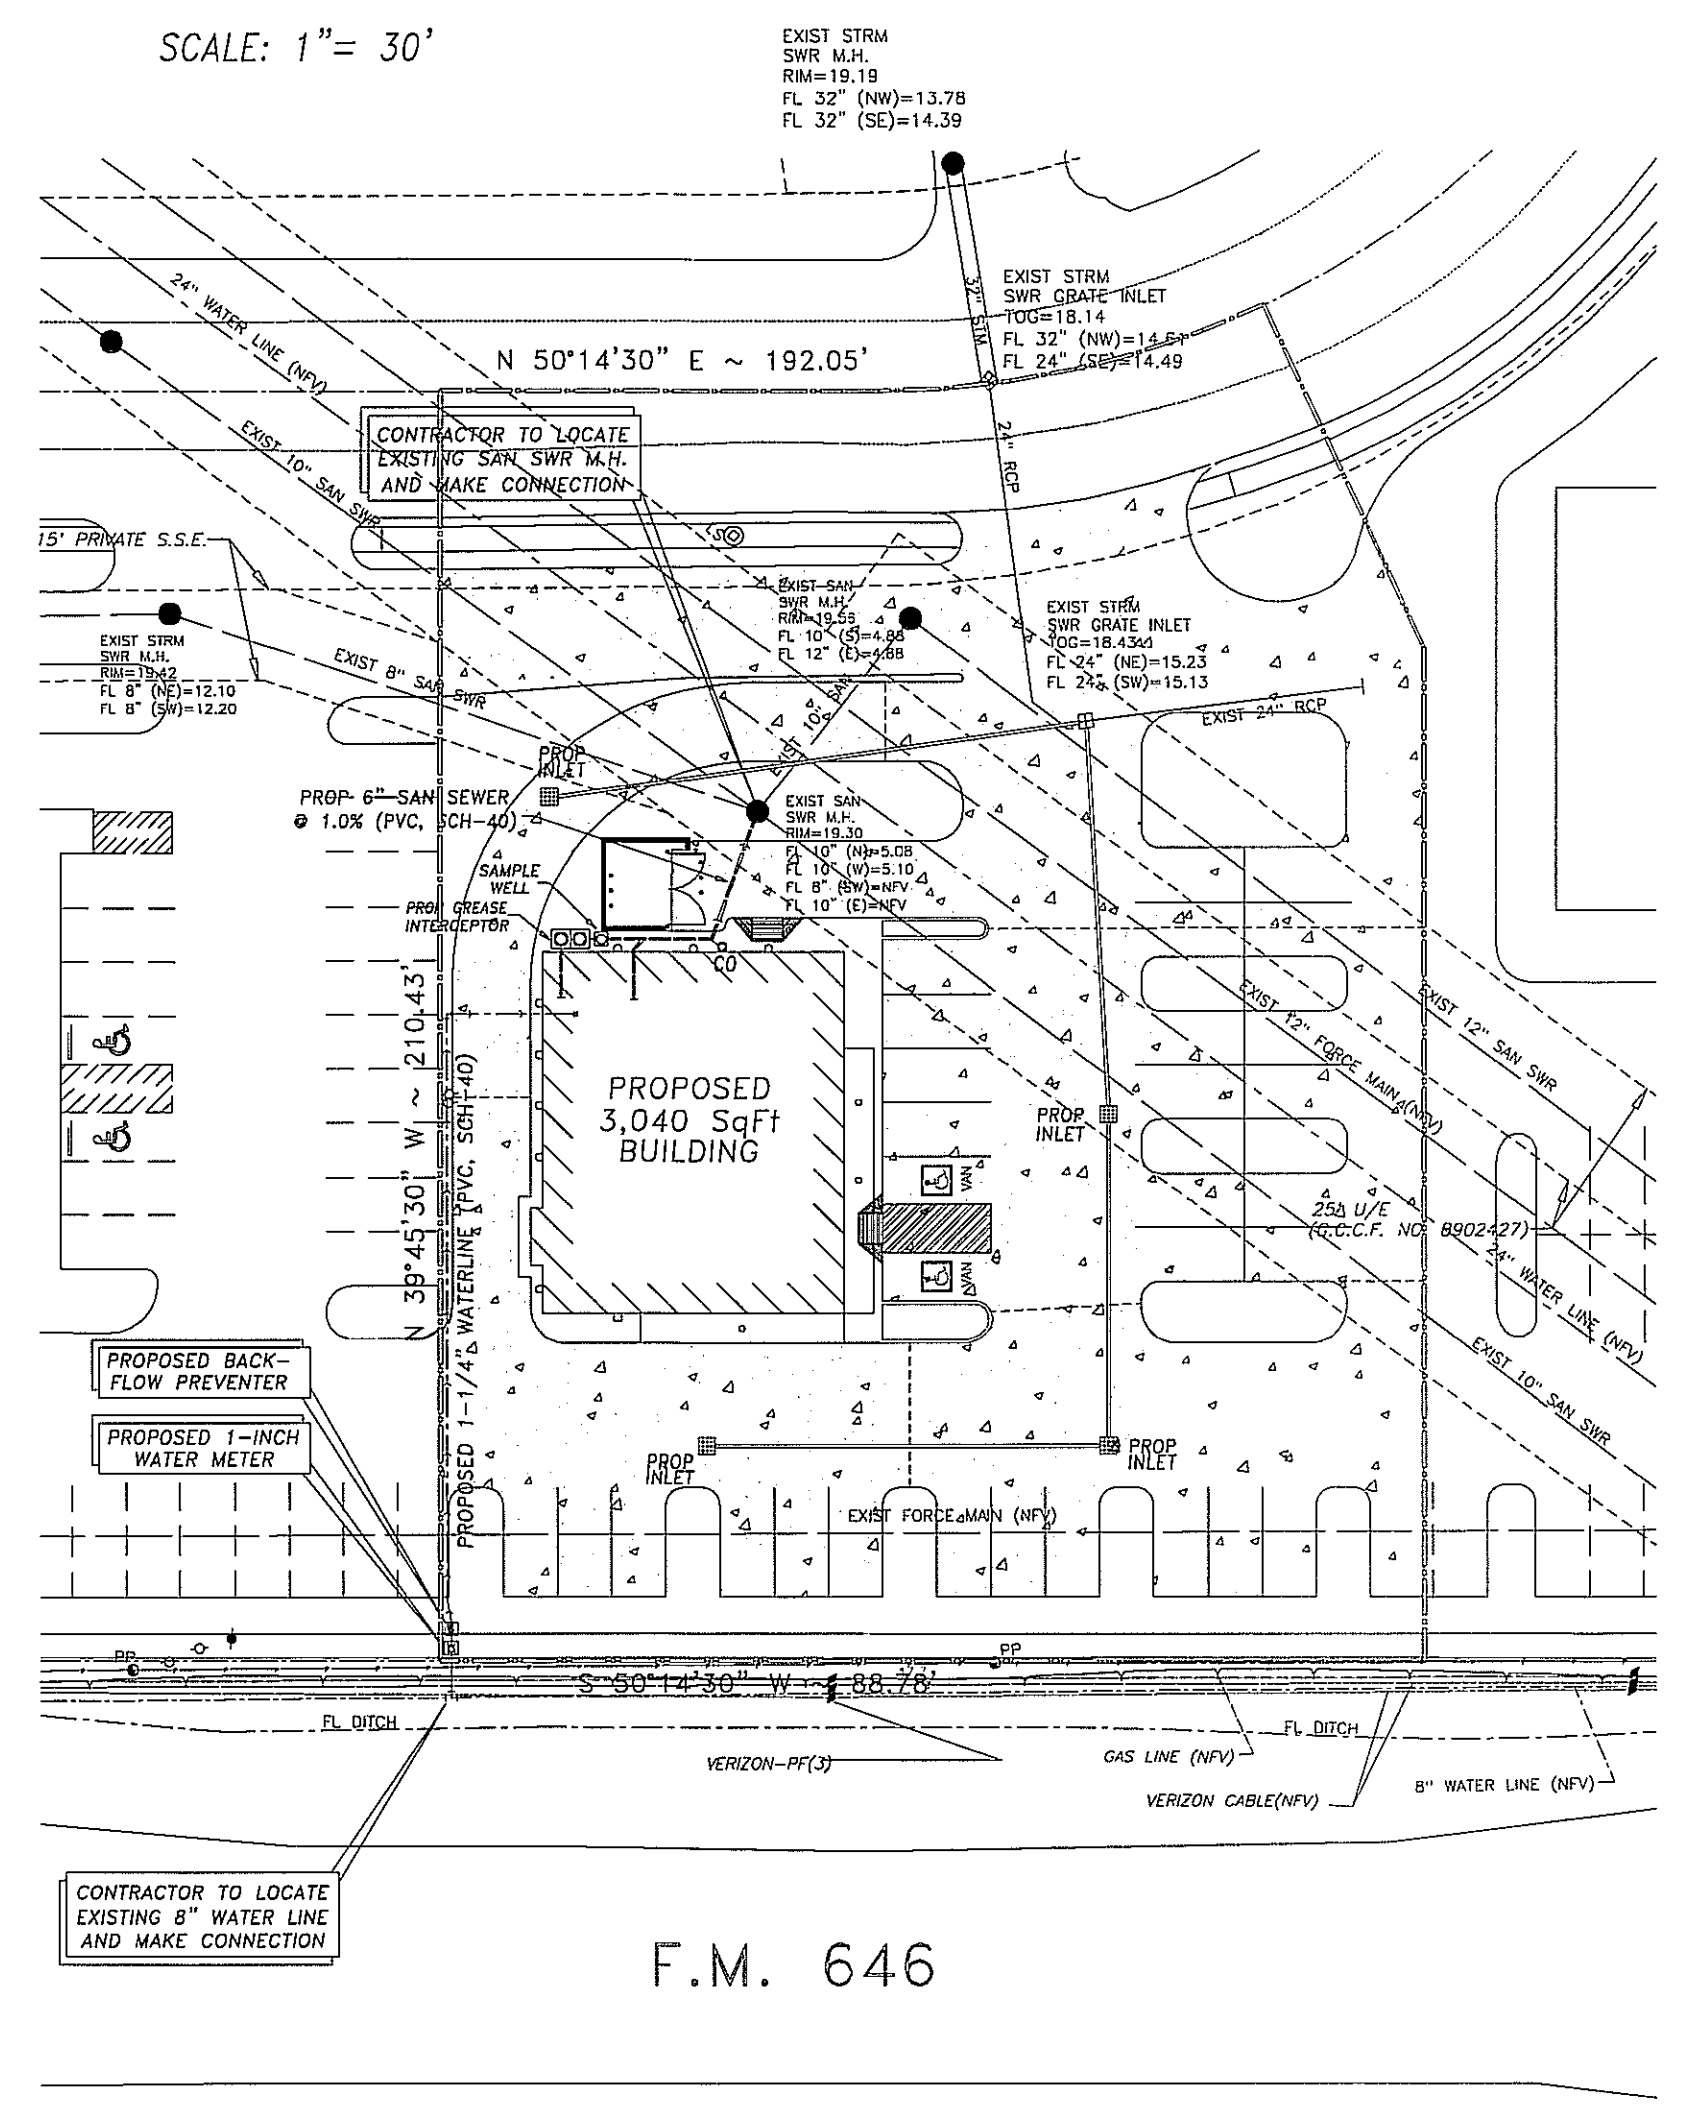 SCALE: 1"= 30'
EXIST STRM
SWR M.H.
RIM=19.19
FL 32" (NW)=13.78
FL 32" (SE)=14.39
24" WATER LINE (NFV)
32" STM
EXIST STRM
SWR GRATE INLET
TOG=18.14
FL 32" (NW)=14.51
FL 24" (SE)=14.49
N 50°14'30" E ~ 192.05'
EXIST 10" SAN SWR
CONTRACTOR TO LOCATE
EXISTING SAN SWR M.H.
AND MAKE CONNECTION
24" RCP
15' PRIVATE S.S.E.
LS
EXIST SAN
SWR M.H.
RIM=19.56
FL 10" (S)=4.88
FL 12" (E)=4.88
EXIST STRM
SWR GRATE INLET
TOG=18.43
FL 24" (NE)=15.23
FL 24" (SW)=15.13
EXIST STRM
SWR M.H.
RIM=19.42
FL 8" (NE)=12.10
FL 8" (SW)=12.20
EXIST 8" SAN SWR
EXIST 10" SAN
EXIST 24" RCP
PROP
INLET
PROP 6" SAN SEWER
@ 1.0% (PVC, SCH-40)
EXIST SAN
SWR M.H.
RIM=19.30
FL 10" (N)=5.08
FL 10" (W)=5.10
FL 8" (SW)=NFV
FL 10" (E)=NFV
SAMPLE
WELL
PROP GREASE
INTERCEPTOR
CO
N 39°45'30" W ~ 210.43'
PROPOSED 1-1/4" WATERLINE (PVC, SCH-40)
PROPOSED
3,040 SqFt
BUILDING
VAN
VAN
PROP
INLET
EXIST 12" SAN SWR
EXIST 12" FORCE MAIN (NFV)
25' U/E
(G.C.C.F. NO. 8902427)
24" WATER LINE (NFV)
EXIST 10" SAN SWR
PROPOSED BACK-
FLOW PREVENTER
PROPOSED 1-INCH
WATER METER
PROP
INLET
PROP
INLET
EXIST FORCE MAIN (NFV)
PP
PP
S 50°14'30" W ~ 88.78'
FL DITCH
FL DITCH
VERIZON-PF(3)
GAS LINE (NFV)
VERIZON CABLE(NFV)
8" WATER LINE (NFV)
CONTRACTOR TO LOCATE
EXISTING 8" WATER LINE
AND MAKE CONNECTION
F.M. 646